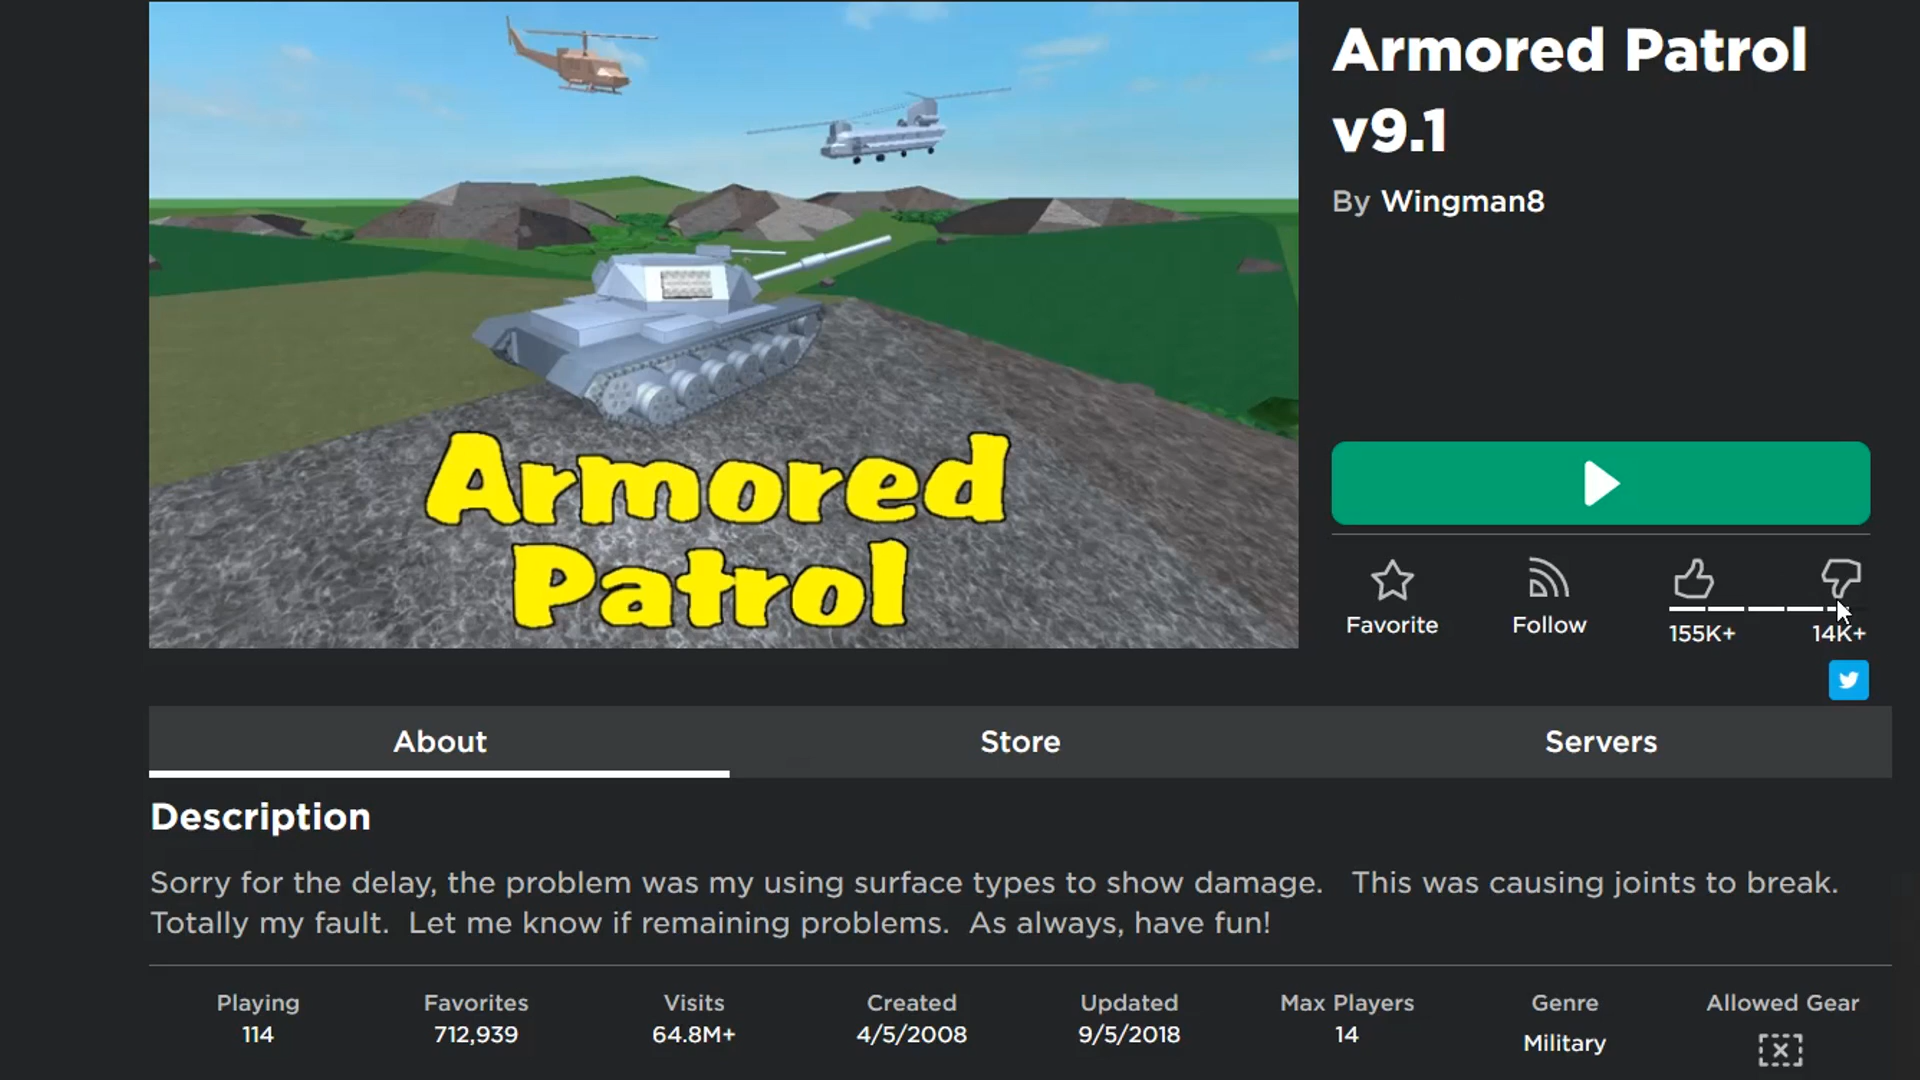 Armored Patrol
v9.1
By Wingman8
Armored
Patrol
Favorite
Follow
155K+
14K+
About
Store
Servers
Description
Sorry for the delay, the problem was my using surface types to show damage.   This was causing joints to break.
Totally my fault.  Let me know if remaining problems.  As always, have fun!
Playing
Favorites
Visits
Created
Updated
Max Players
Genre
Allowed Gear
114
712,939
64.8M+
4/5/2008
9/5/2018
14
Military